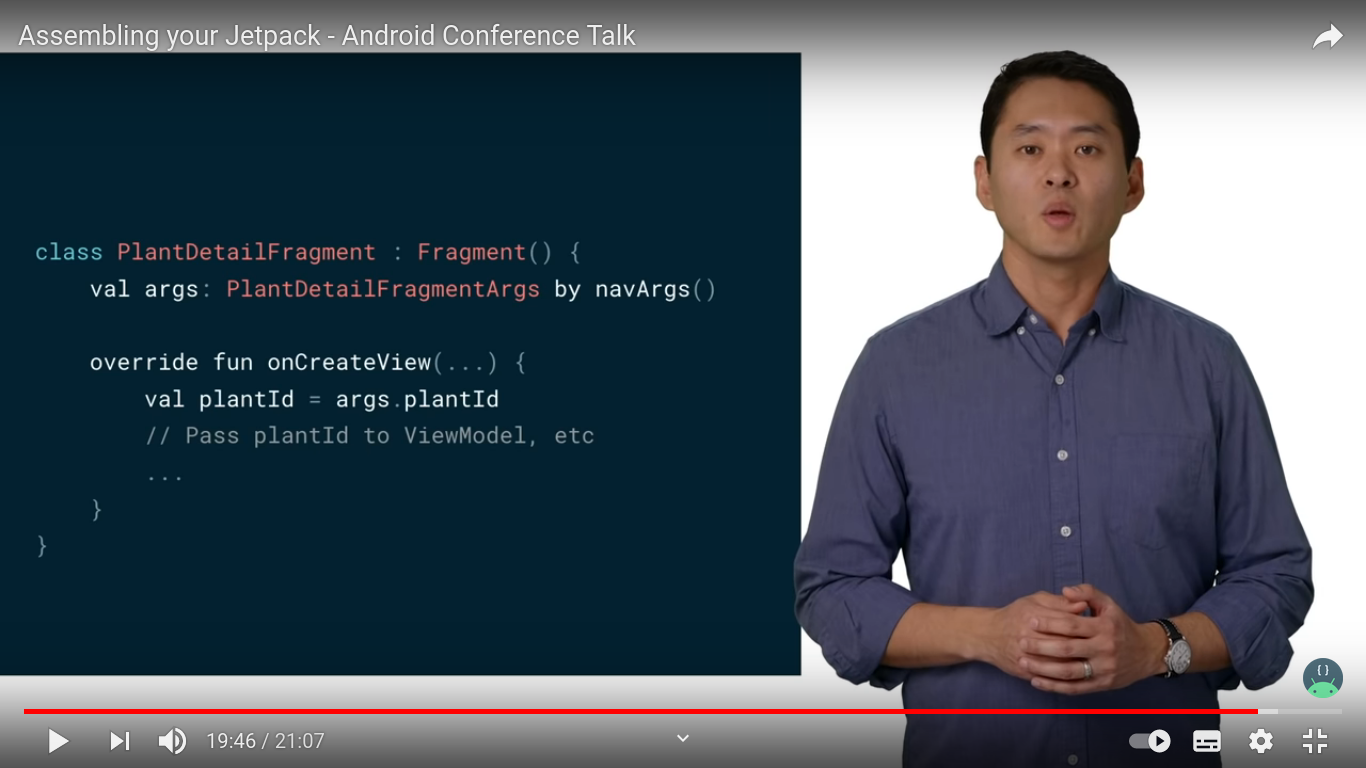 Assembling your Jetpack - Android Conference Talk
class PlantDetailFragment : Fragment() {
val args: PlantDetailFragmentArgs by navArgs()
override fun onCreateView(...) {
val plantId = args.plantId
// Pass plantId to ViewModel, etc
...
}
}
{}
19:46 / 21:07